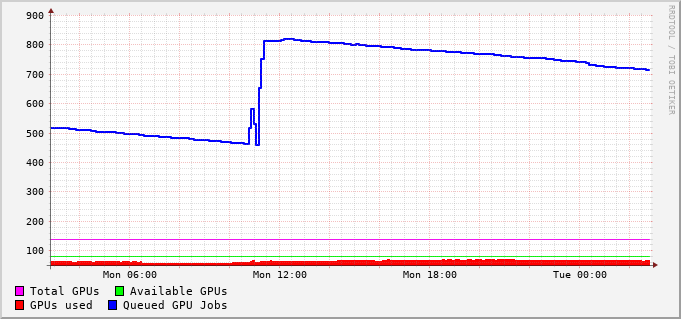 900
800
700
600
500
400
300
200
100
Mon 06:00 Mon 12:00 Mon 18:00 Tue 00:00
Total GPUs Available GPUs
GPUs used Queued GPU Jobs
RRDTOOL / TOBI OETIKER